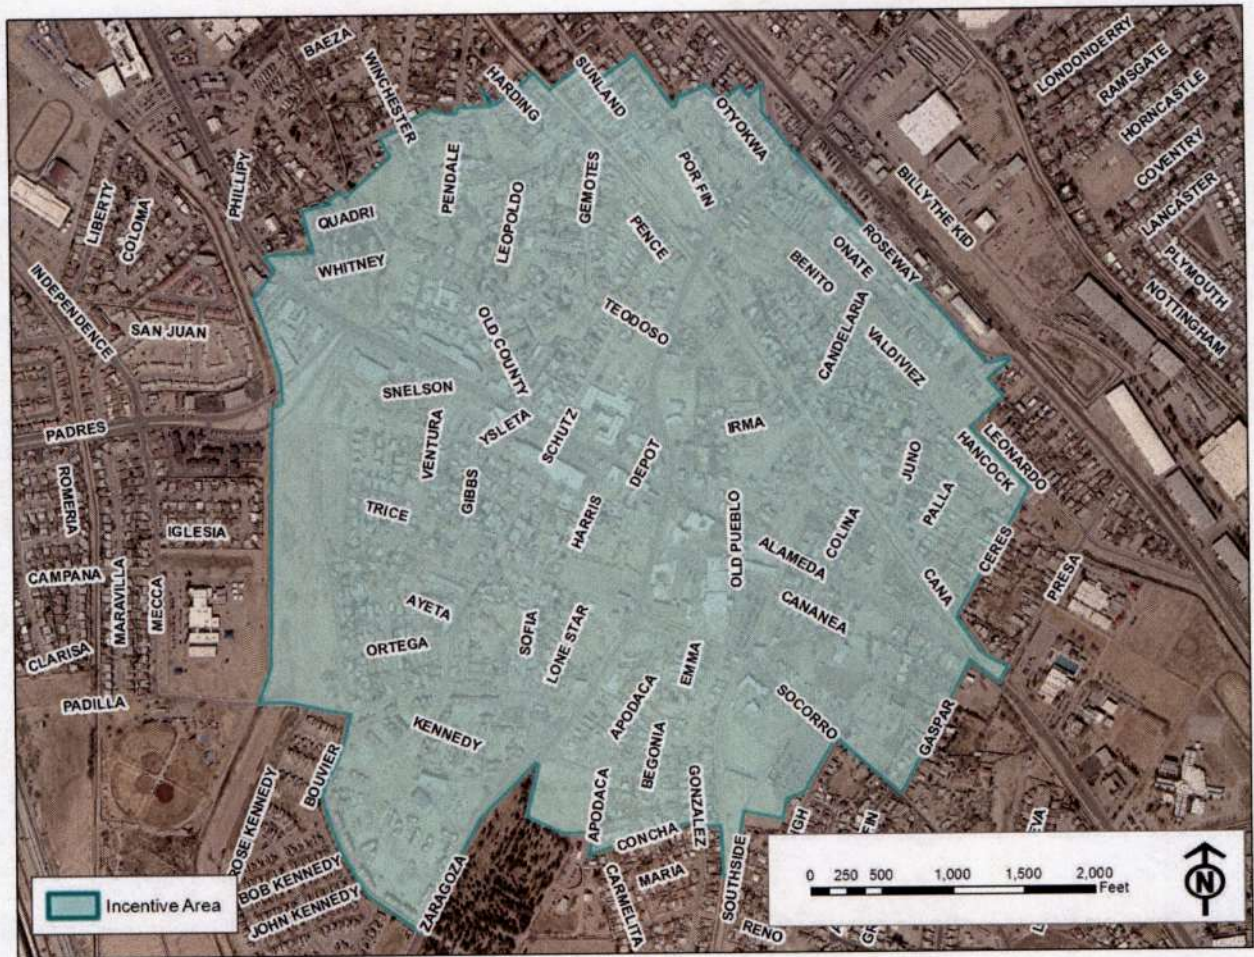 BAEZA
WINCHESTER
HARDING
SUNLAND
OTYOKWA
LONDONDERRY
RAMSGATE
HORNCASTLE
COVENTRY
LANCASTER
PLYMOUTH
NOTTINGHAM
LIBERTY
COLOMA
PHILLIPY
PENDALE
LEOPOLDO
GEMOTES
POR FIN
BILLY THE KID
QUADRI
PENCE
WHITNEY
BENITO
ONATE
ROSEWAY
INDEPENDENCE
SAN JUAN
OLD COUNTY
TEODOSO
CANDELARIA
VALDIVIEZ
SNELSON
PADRES
VENTURA
YSLETA
SCHUTZ
IRMA
DEPOT
JUNO
HANCOCK
LEONARDO
ROMERIA
GIBBS
TRICE
HARRIS
OLD PUEBLO
PALLA
IGLESIA
COLINA
ALAMEDA
CERES
CAMPANA
MARAVILLA
MECCA
CANA
PRESA
AYETA
CANANEA
CLARISA
ORTEGA
SOFIA
LONE STAR
EMMA
PADILLA
APODACA
SOCORRO
GASPAR
KENNEDY
BEGONIA
BOUVIER
ROSE KENNEDY
APODACA
GONZALEZ
CONCHA
ZARAGOZA
BOB KENNEDY
JOHN KENNEDY
CARMELITA
MARIA
SOUTHSIDE
RENO
Incentive Area
0 250 500 1,000 1,500 2,000
Feet
N